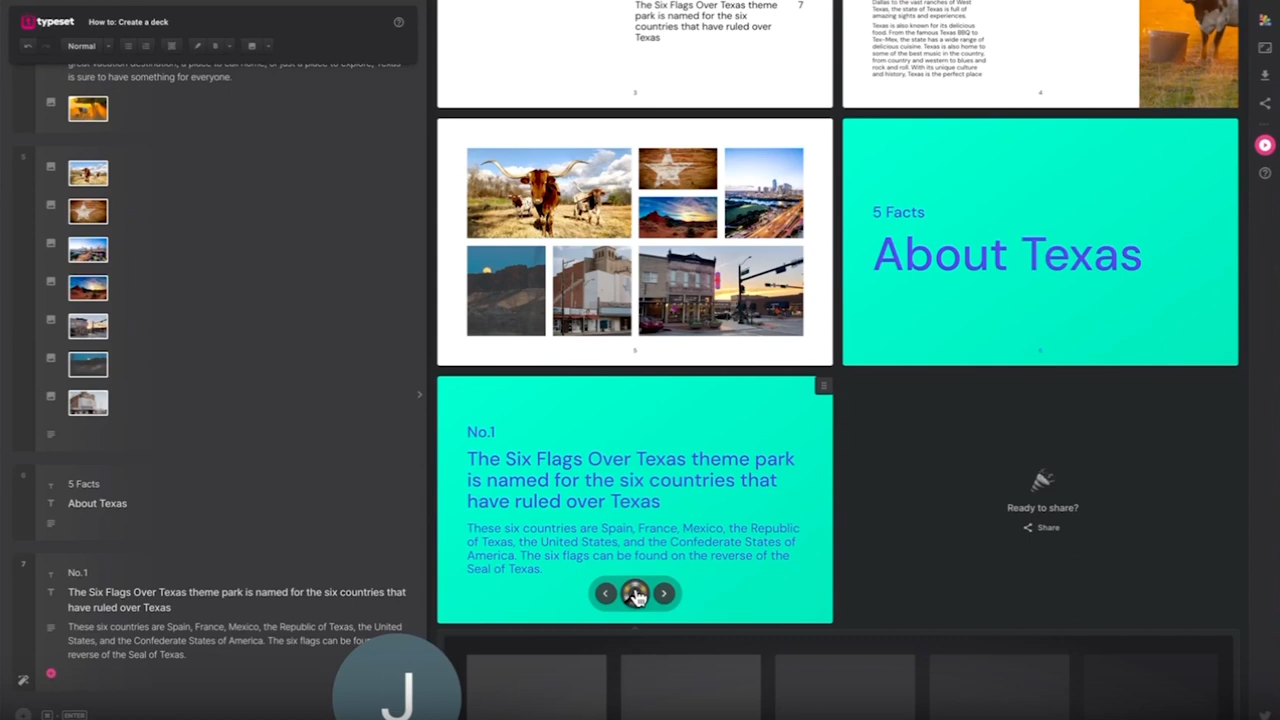 typeset
How to: Create a deck
Normal
B
great vacation destination, a place to call home, or just a place to explore, Texas
is sure to have something for everyone.
5
6
5 Facts
About Texas
7
No.1
The Six Flags Over Texas theme park is named for the six countries that
have ruled over Texas
These six countries are Spain, France, Mexico, the Republic of Texas, the United
States, and the Confederate States of America. The six flags can be fou
reverse of the Seal of Texas.
ENTER
J
The Six Flags Over Texas theme
park is named for the six
countries that have ruled over
Texas
7
3
Dallas to the vast ranches of West
Texas, the state of Texas is full of
amazing sights and experiences.
Texas is also known for its delicious
food. From the famous Texas BBQ to
Tex-Mex, the state has a wide range of
delicious cuisine. Texas is also home to
some of the best music in the country,
from country and western to blues and
rock and roll. With its unique culture
and history, Texas is the perfect place
4
5
5 Facts
About Texas
6
No.1
The Six Flags Over Texas theme park
is named for the six countries that
have ruled over Texas
These six countries are Spain, France, Mexico, the Republic
of Texas, the United States, and the Confederate States of
America. The six flags can be found on the reverse of the
Seal of Texas.
Ready to share?
Share